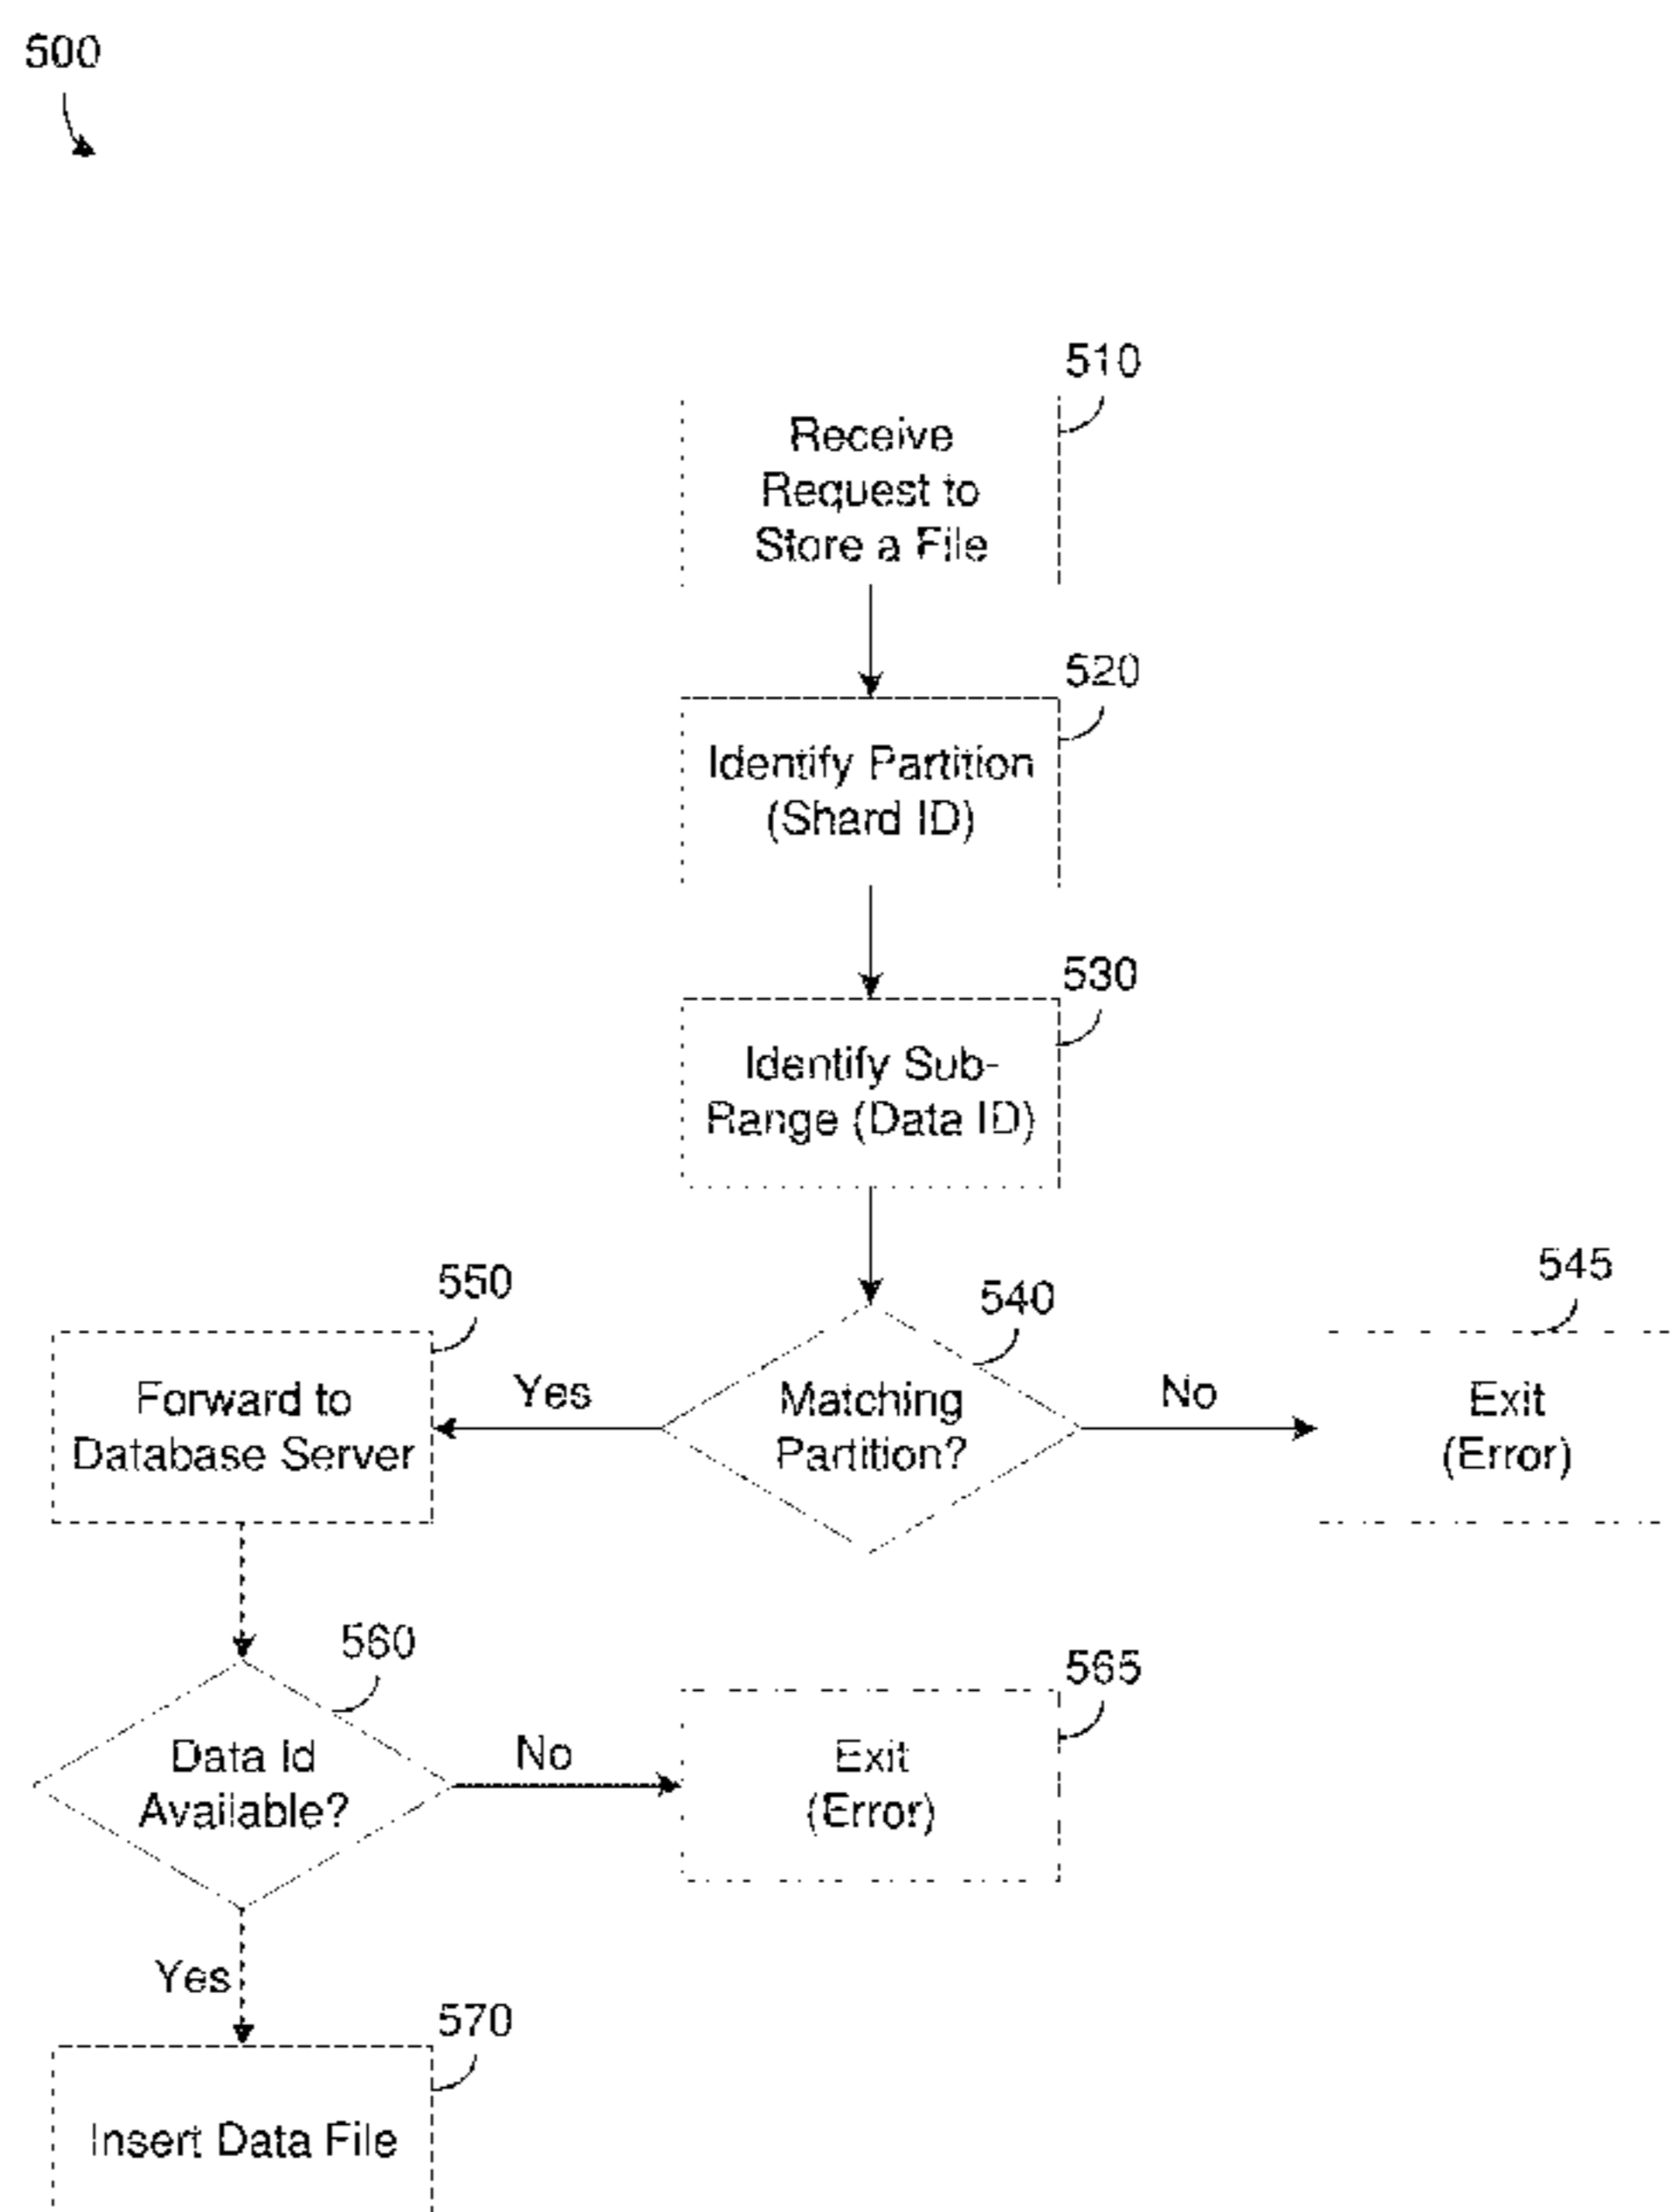 500
510
Receive
Request to
Store a File
520
Identify Partition
(Shard ID)
530
Identify Sub-
Range (Data ID)
550
540
545
Forward to
Database Server
Yes
Matching
Partition?
No
Exit
(Error)
560
565
Data Id
Available?
No
Exit
(Error)
Yes
570
Insert Data File